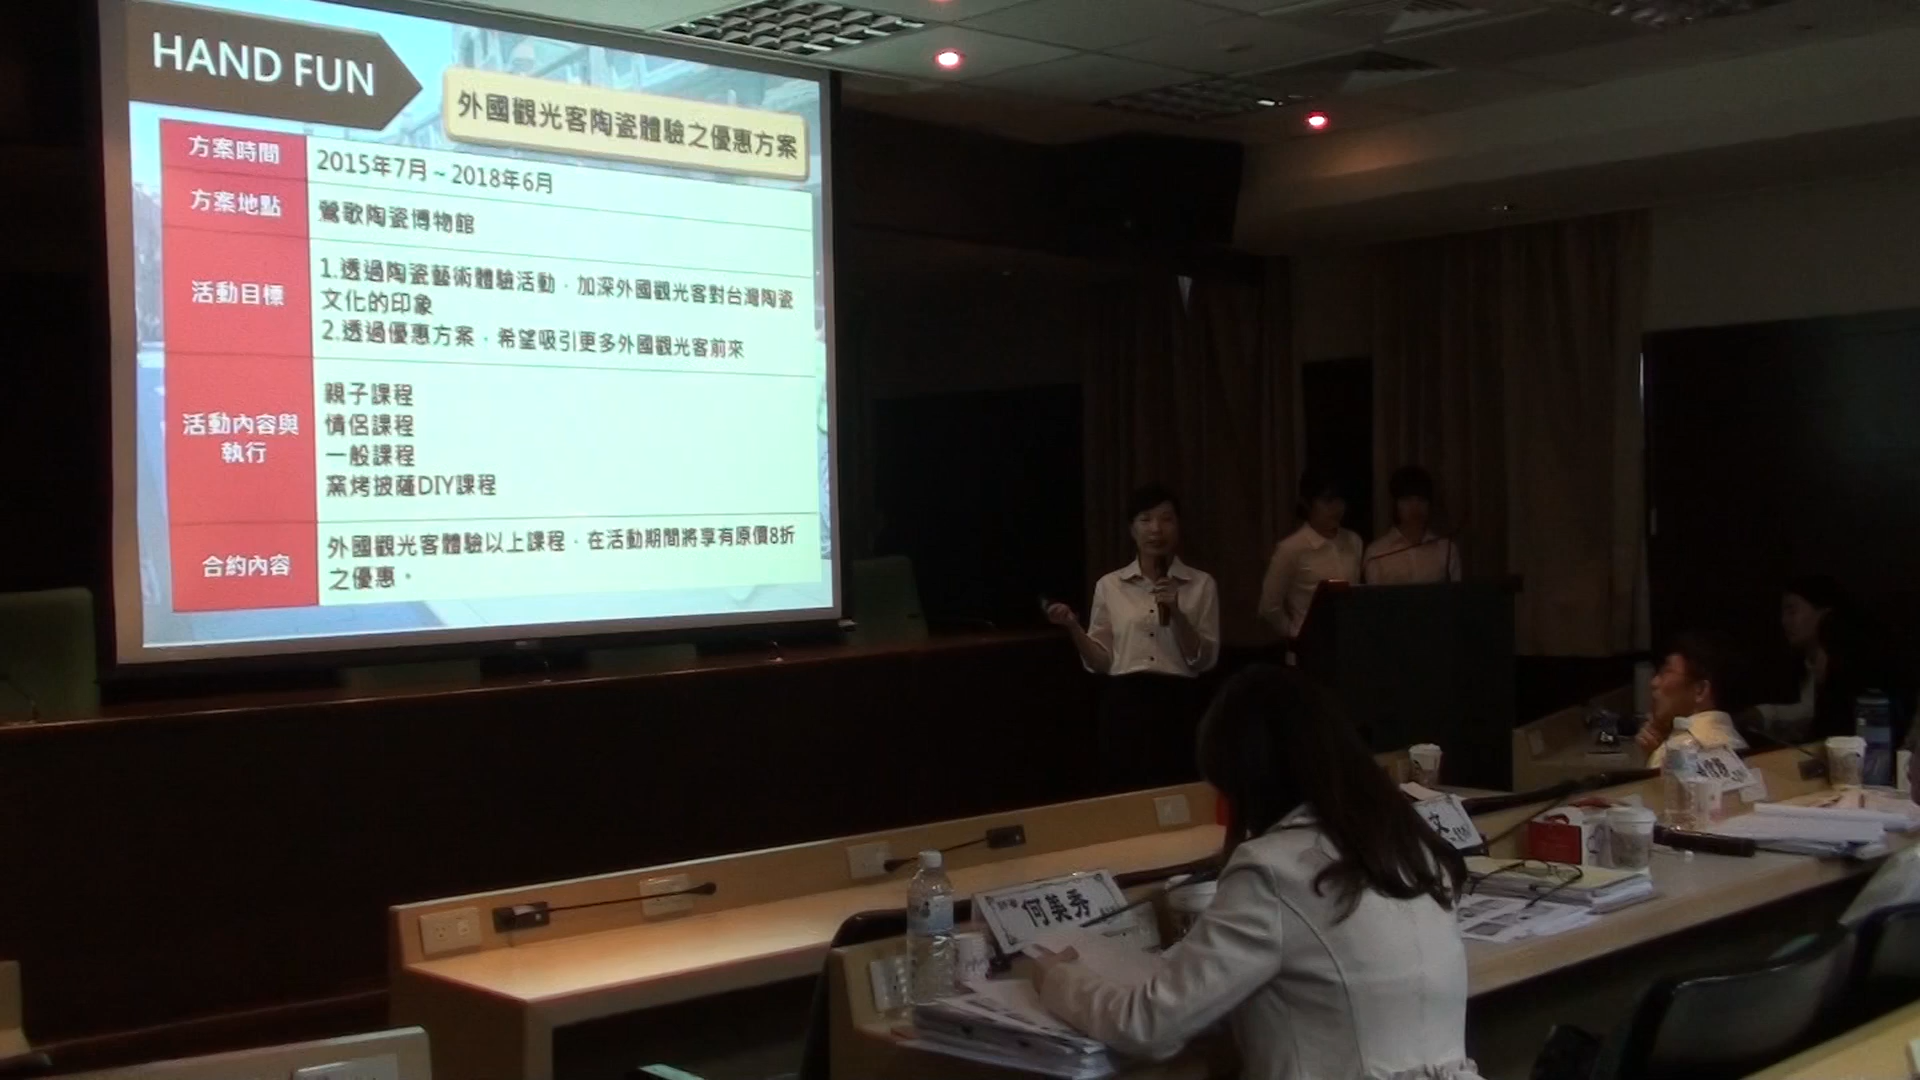 HAND FUN
外國觀光客陶瓷體驗之優惠方案
方案時間
2015年7月~2018年6月
方案地點
鶯歌陶瓷博物館
活動目標
1.透過陶瓷藝術體驗活動，加深外國觀光客對台灣陶瓷
文化的印象
2.透過優惠方案，希望吸引更多外國觀光客前來
活動內容與
執行
親子課程
情侶課程
一般課程
窯烤披薩DIY課程
合約內容
外國觀光客體驗以上課程，在活動期間將享有原價8折
之優惠。
文